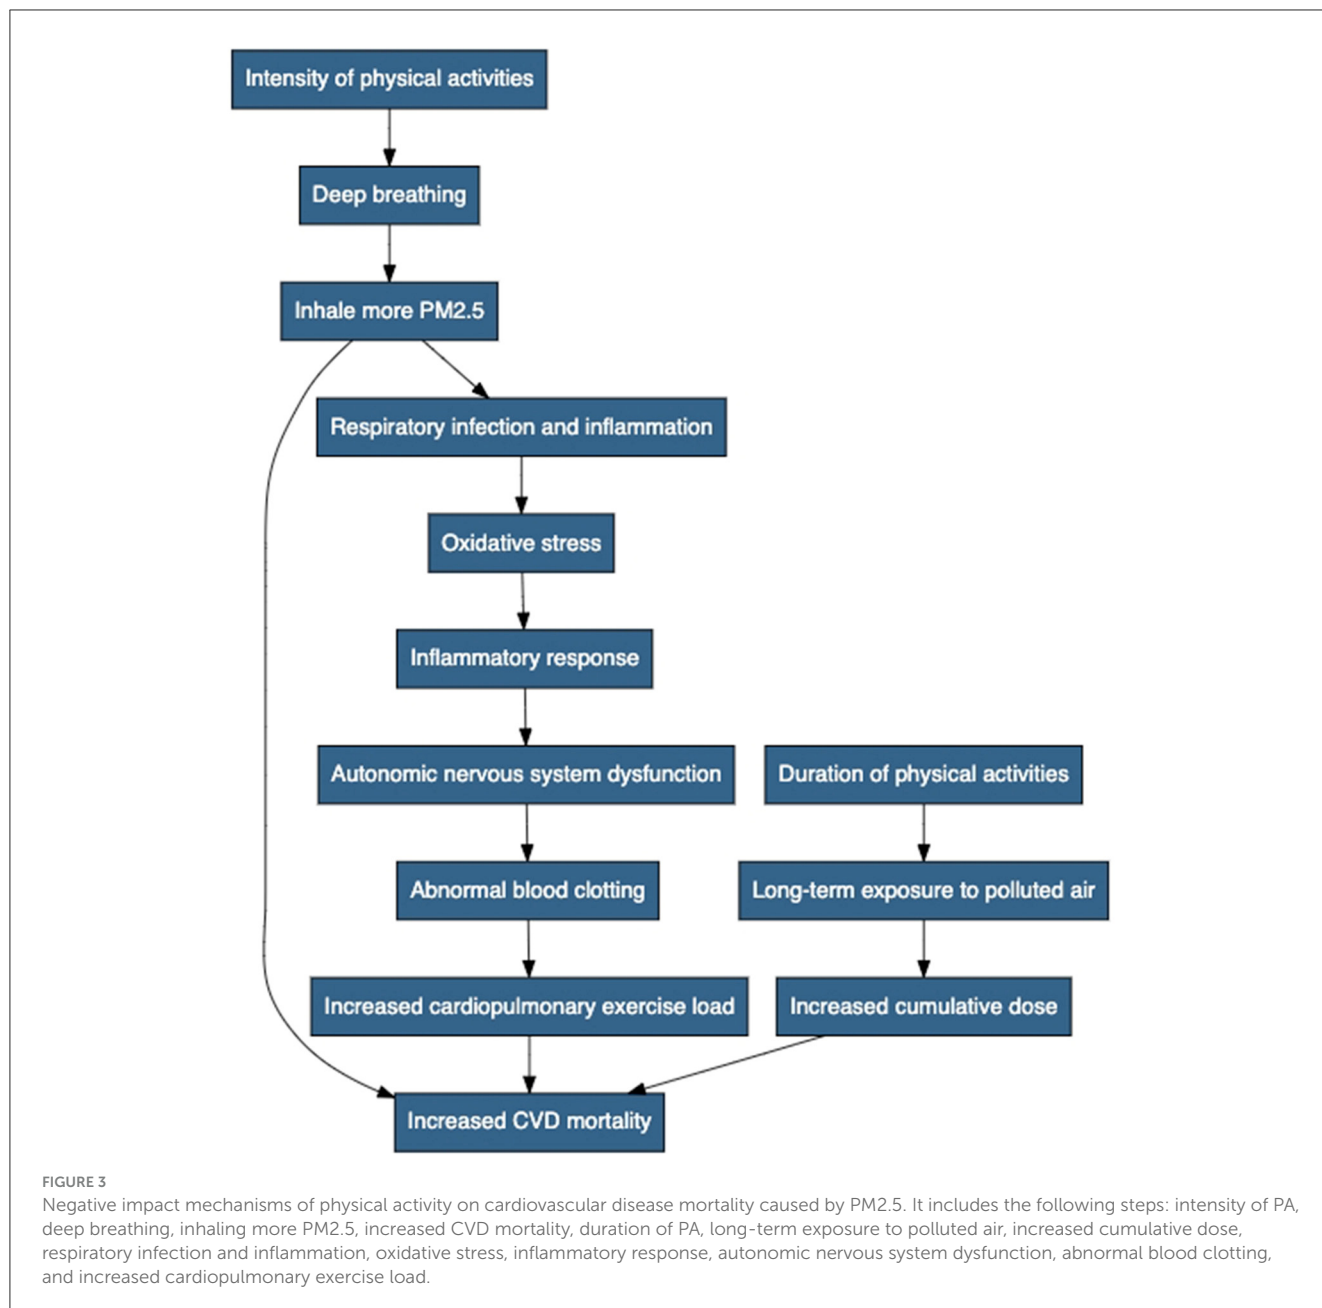 Intensity of physical activities
Deep breathing
Inhale more PM2.5
Respiratory infection and inflammation
Oxidative stress
Inflammatory response
Autonomic nervous system dysfunction
Duration of physical activities
Abnormal blood clotting
Long-term exposure to polluted air
Increased cardiopulmonary exercise load
Increased cumulative dose
Increased CVD mortality
FIGURE 3
Negative impact mechanisms of physical activity on cardiovascular disease mortality caused by PM2.5. It includes the following steps: intensity of PA,
deep breathing, inhaling more PM2.5, increased CVD mortality, duration of PA, long-term exposure to polluted air, increased cumulative dose,
respiratory infection and inflammation, oxidative stress, inflammatory response, autonomic nervous system dysfunction, abnormal blood clotting,
and increased cardiopulmonary exercise load.